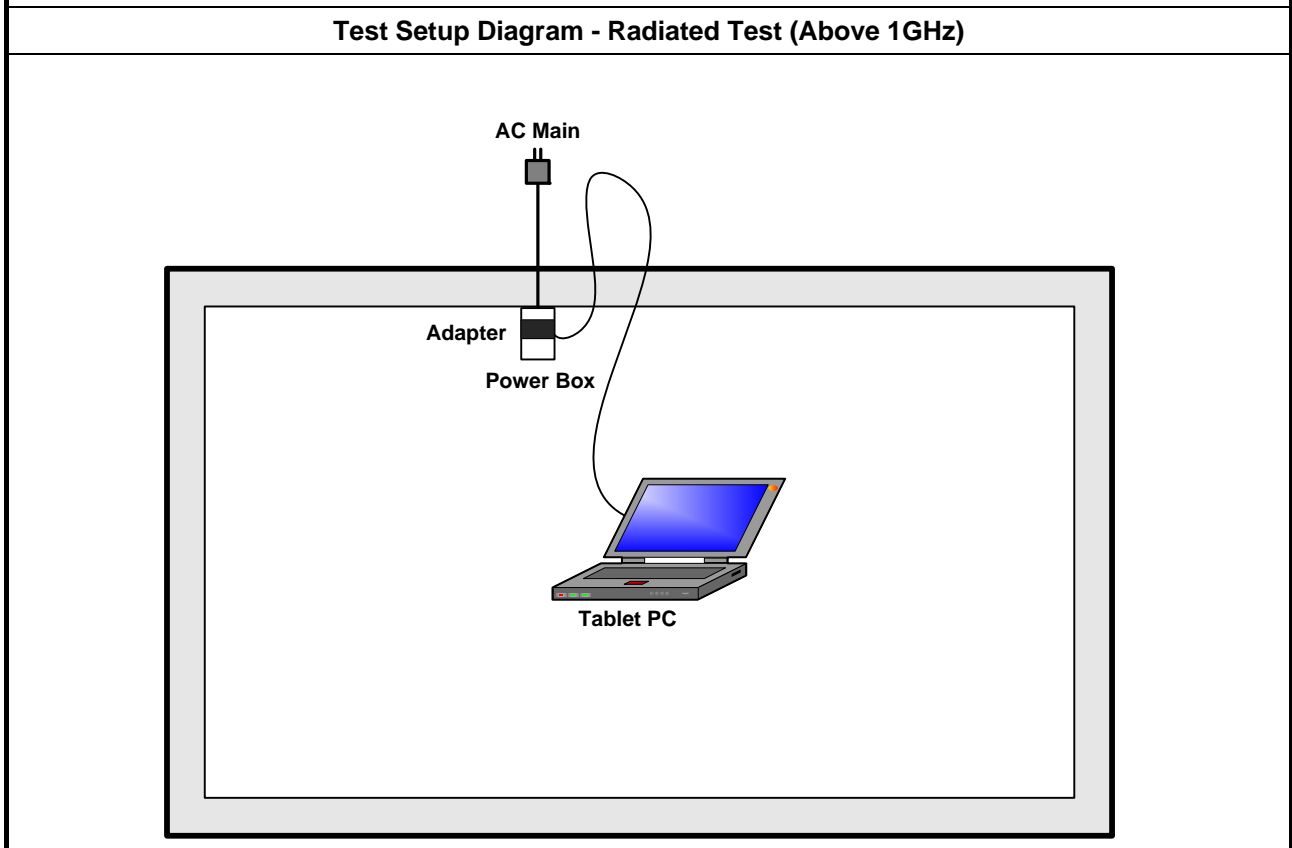 Test Setup Diagram - Radiated Test (Above 1GHz)
AC Main
Adapter
Power Box
Tablet PC